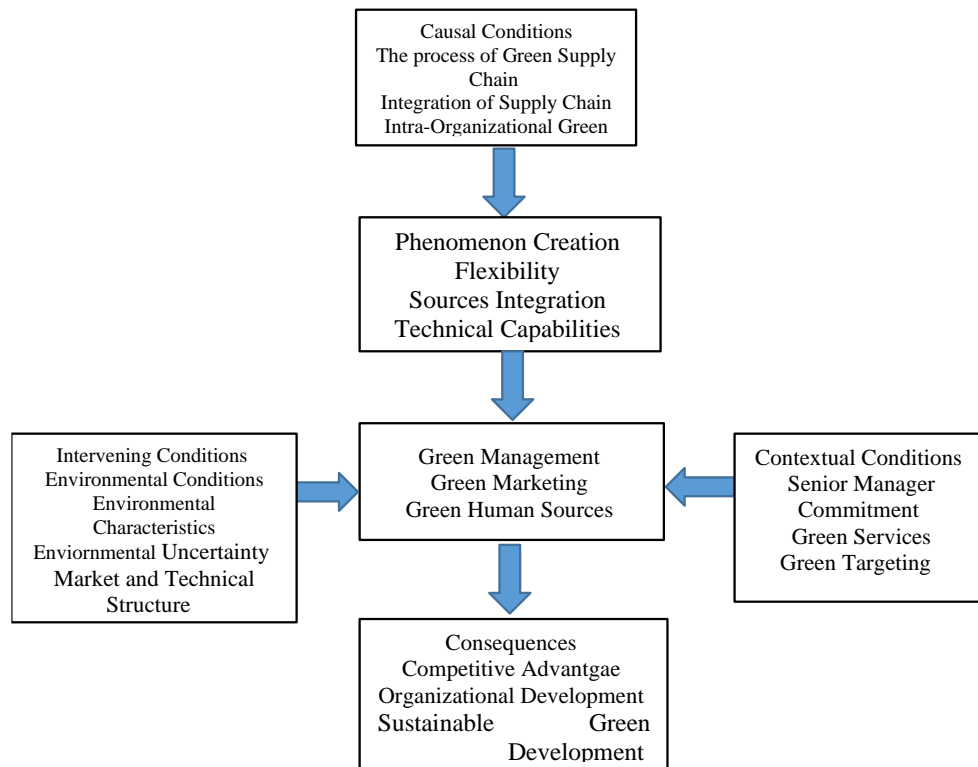 Causal Conditions
The process of Green Supply
Chain
Integration of Supply Chain
Intra-Organizational Green
Phenomenon Creation
Flexibility
Sources Integration
Technical Capabilities
Intervening Conditions
Environmental Conditions
Environmental
Characteristics
Enviornmental Uncertainty
Market and Technical
Structure
Green Management
Green Marketing
Green Human Sources
Contextual Conditions
Senior Manager
Commitment
Green Services
Green Targeting
Consequences
Competitive Advantgae
Organizational Development
Sustainable Green
Development